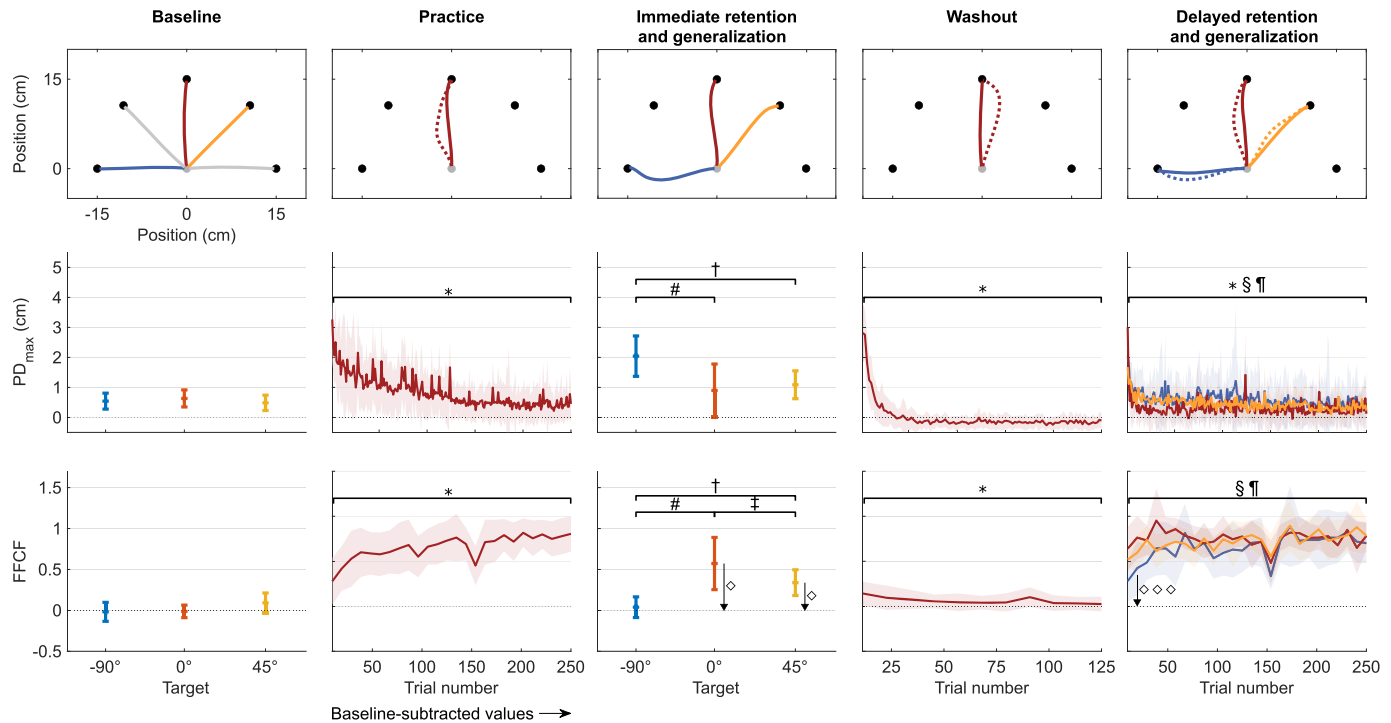 Baseline
Practice
Immediate retention
and generalization
Washout
Delayed retention
and generalization
Position (cm)
15
0
-15
0
15
Position (cm)
PDmax (cm)
5
4
3
2
1
0
*
†
#
*
* § ¶
FFCF
1.5
1
0.5
0
-0.5
*
†
#
‡
◇
◇
*
§ ¶
◇ ◇ ◇
-90°
0°
45°
Target
50
100
150
200
250
Trial number
-90°
0°
45°
Target
25
50
75
100
125
Trial number
50
100
150
200
250
Trial number
Baseline-subtracted values